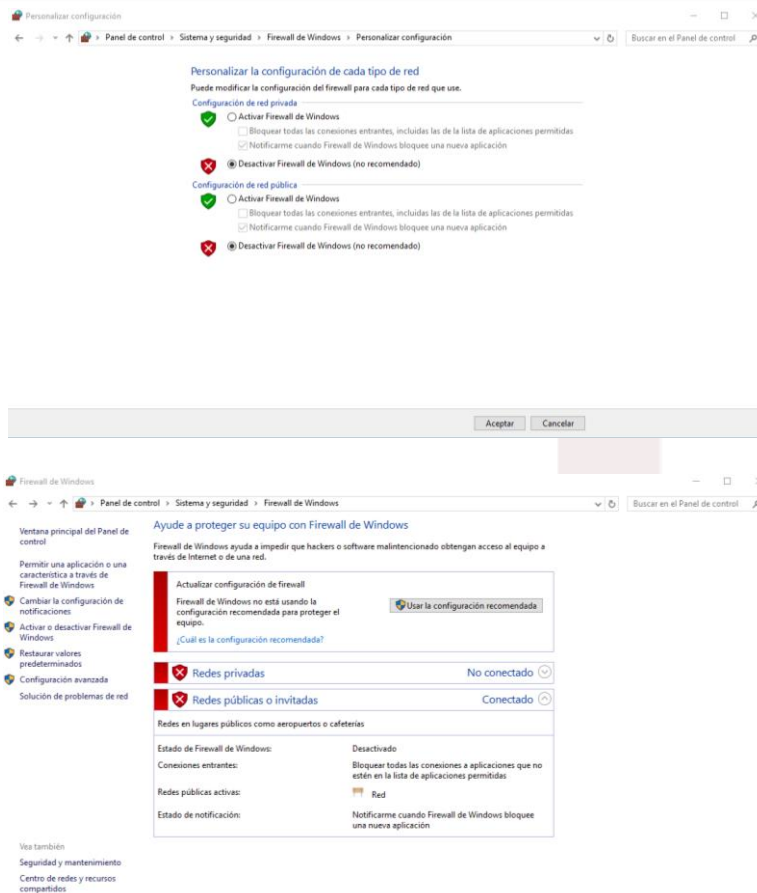 Personalizar configuración
Panel de control > Sistema y seguridad > Firewall de Windows > Personalizar configuración
Buscar en el Panel de control
Personalizar la configuración de cada tipo de red
Puede modificar la configuración del firewall para cada tipo de red que use.
Configuración de red privada
Activar Firewall de Windows
Bloquear todas las conexiones entrantes, incluidas las de la lista de aplicaciones permitidas
Notificarme cuando Firewall de Windows bloquee una nueva aplicación
Desactivar Firewall de Windows (no recomendado)
Configuración de red pública
Activar Firewall de Windows
Bloquear todas las conexiones entrantes, incluidas las de la lista de aplicaciones permitidas
Notificarme cuando Firewall de Windows bloquee una nueva aplicación
Desactivar Firewall de Windows (no recomendado)
Aceptar
Cancelar
Firewall de Windows
Panel de control > Sistema y seguridad > Firewall de Windows
Buscar en el Panel de control
Ventana principal del Panel de
control
Permitir una aplicación o una
característica a través de
Firewall de Windows
Cambiar la configuración de
notificaciones
Activar o desactivar Firewall de
Windows
Restaurar valores
predeterminados
Configuración avanzada
Solución de problemas de red
Vea también
Seguridad y mantenimiento
Centro de redes y recursos
compartidos
Ayude a proteger su equipo con Firewall de Windows
Firewall de Windows ayuda a impedir que hackers o software malintencionado obtengan acceso al equipo a
través de Internet o de una red.
Actualizar configuración de firewall
Firewall de Windows no está usando la
configuración recomendada para proteger el
equipo.
¿Cuál es la configuración recomendada?
Usar la configuración recomendada
Redes privadas
No conectado
Redes públicas o invitadas
Conectado
Redes en lugares públicos como aeropuertos o cafeterías
Estado de Firewall de Windows:
Desactivado
Conexiones entrantes:
Bloquear todas las conexiones a aplicaciones que no
estén en la lista de aplicaciones permitidas
Redes públicas activas:
Red
Estado de notificación:
Notificarme cuando Firewall de Windows bloquee
una nueva aplicación